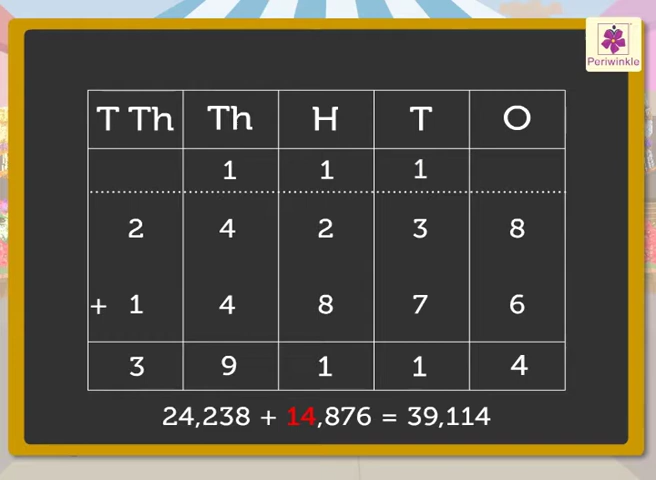 Periwinkle
T Th Th H T O
1 1 1
2 4 2 3 8
+ 1 4 8 7 6
3 9 1 1 4
24,238 + 14,876 = 39,114